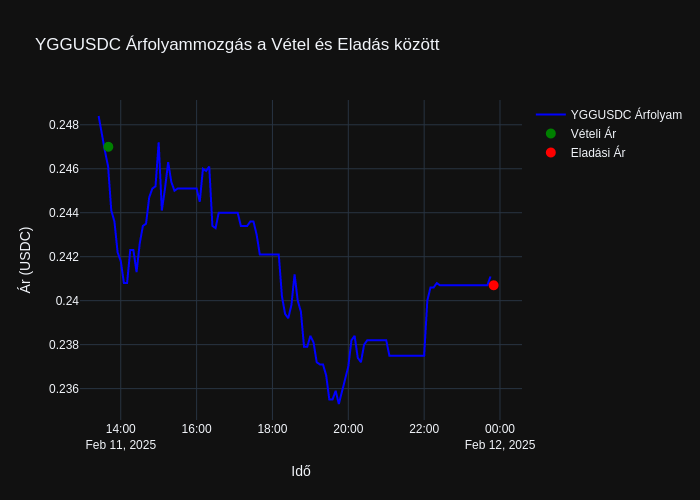 YGGUSDC Árfolyammozgás a Vétel és Eladás között
YGGUSDC Árfolyam
Vételi Ár
Eladási Ár
Ár (USDC)
0.248
0.246
0.244
0.242
0.24
0.238
0.236
14:00
Feb 11, 2025
16:00
18:00
20:00
22:00
00:00
Feb 12, 2025
Idő